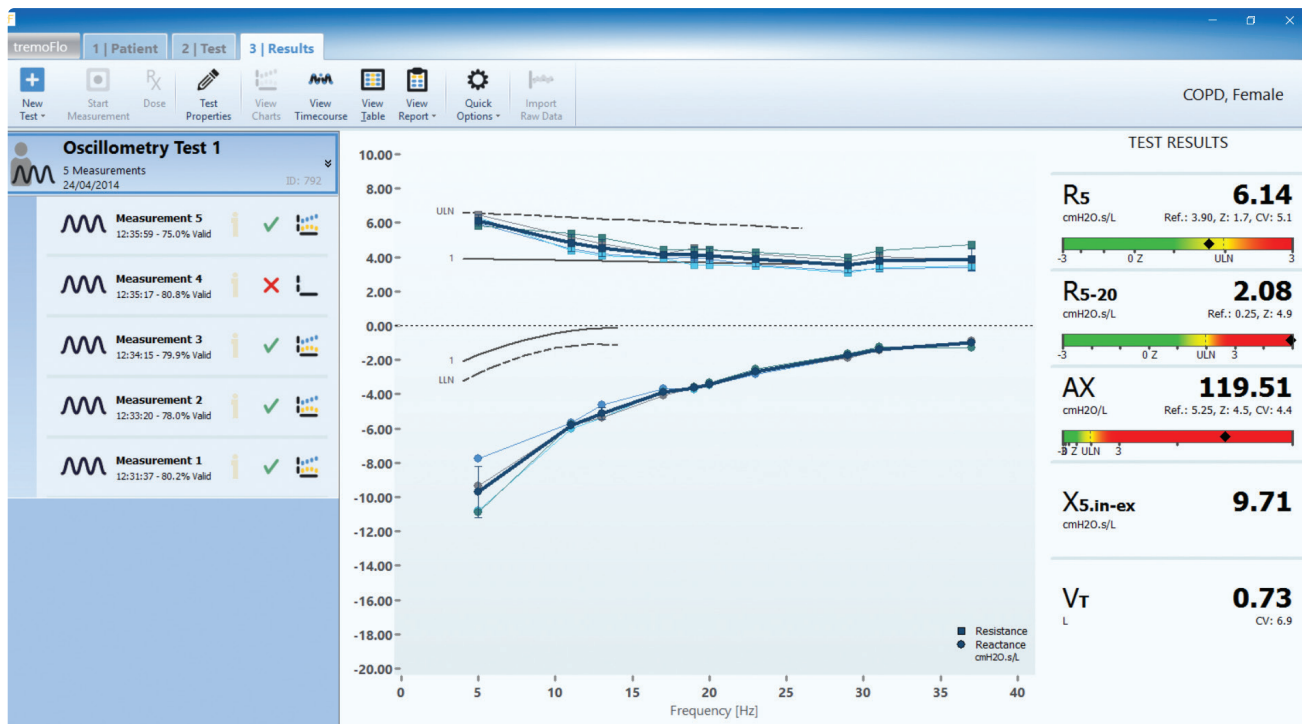 F
tremoFlo
1 | Patient
2 | Test
3 | Results
New Test
Start Measurement
Rx Dose
Test Properties
View Charts
View Timecourse
View Table
View Report
Quick Options
Import Raw Data
COPD, Female
Oscillometry Test 1
5 Measurements
24/04/2014
ID: 792
Measurement 5
12:35:59 - 75.0% Valid
Measurement 4
12:35:17 - 80.8% Valid
Measurement 3
12:34:15 - 79.9% Valid
Measurement 2
12:33:20 - 78.0% Valid
Measurement 1
12:31:37 - 80.2% Valid
10.00
8.00
6.00
4.00
2.00
0.00
-2.00
-4.00
-6.00
-8.00
-10.00
-12.00
-14.00
-16.00
-18.00
-20.00
ULN
1
1
LLN
Resistance
Reactance
cmH2O.s/L
0 5 10 15 20 25 30 35 40
Frequency [Hz]
TEST RESULTS
R5 6.14
cmH2O.s/L Ref.: 3.90, Z: 1.7, CV: 5.1
-3 0 Z ULN 3
R5-20 2.08
cmH2O.s/L Ref.: 0.25, Z: 4.9
-3 0 Z ULN 3
AX 119.51
cmH2O/L Ref.: 5.25, Z: 4.5, CV: 4.4
Z ULN 3
X5.in-ex 9.71
cmH2O.s/L
VT 0.73
L CV: 6.9